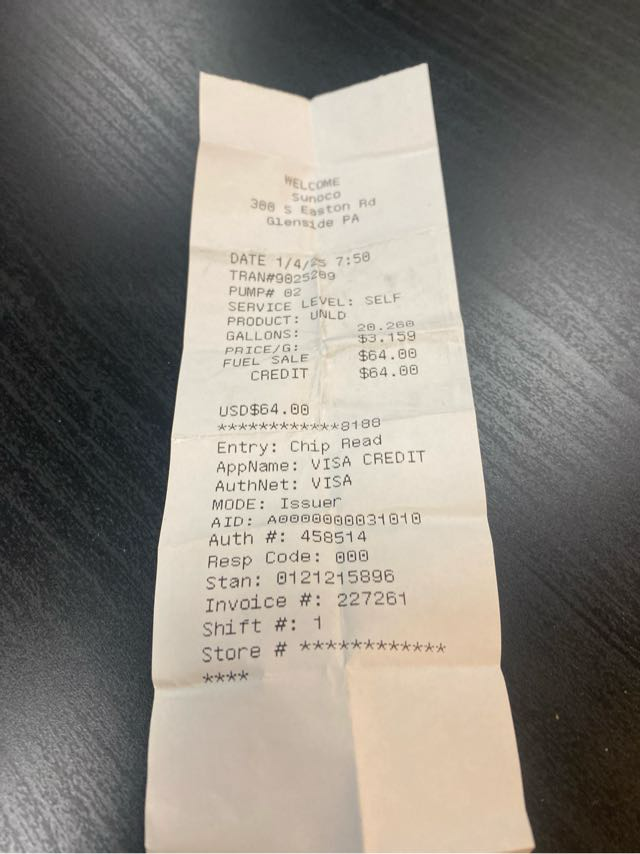 WELCOME
Sunoco
300 S Easton Rd
Glenside PA
DATE 1/4/25 7:50
TRAN#9025209
PUMP# 02
SERVICE LEVEL: SELF
PRODUCT: UNLD
GALLONS: 20.260
PRICE/G: $3.159
FUEL SALE $64.00
CREDIT $64.00
USD$64.00
************8188
Entry: Chip Read
AppName: VISA CREDIT
AuthNet: VISA
MODE: Issuer
AID: A0000000031010
Auth #: 458514
Resp Code: 000
Stan: 0121215896
Invoice #: 227261
Shift #: 1
Store # ************
****